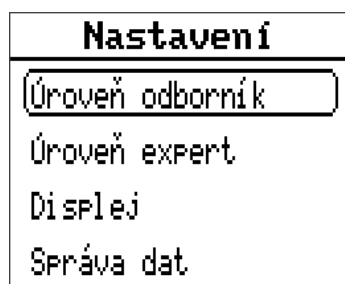 Nastavení
Úroveň odborník
Úroveň expert
Displej
Správa dat